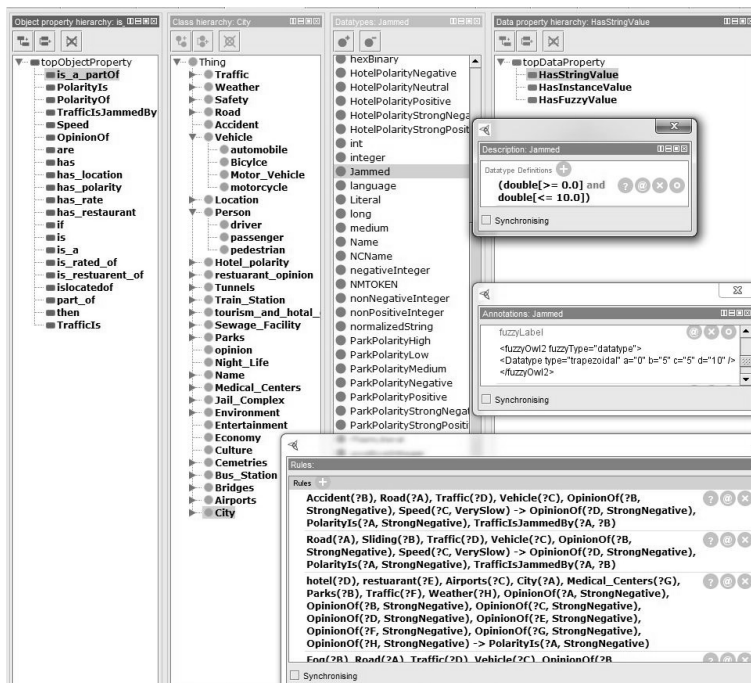 Object property hierarchy: is_
topObjectProperty
is_a_partOf
PolarityIs
PolarityOf
TrafficIsJammedBy
Speed
OpinionOf
are
has
has_location
has_polarity
has_rate
has_restaurant
if
is
is_a
is_rated_of
is_restuarent_of
islocatedof
part_of
then
TrafficIs
Class hierarchy: City
Thing
Traffic
Weather
Safety
Road
Accident
Vehicle
automobile
Bicylce
Motor_Vehicle
motorcycle
Location
Person
driver
passenger
pedestrian
Hotel_polarity
restuarant_opinion
Tunnels
Train_Station
tourism_and_hotal_
Sewage_Facility
Parks
opinion
Night_Life
Name
Medical_Centers
Jail_Complex
Environment
Entertainment
Economy
Culture
Cemetries
Bus_Station
Bridges
Airports
City
Datatypes: Jammed
hexBinary
HotelPolarityNegative
HotelPolarityNeutral
HotelPolarityPositive
HotelPolarityStrongNega
HotelPolarityStrongPosit
int
integer
Jammed
language
Literal
long
medium
Name
NCName
negativeInteger
NMTOKEN
nonNegativeInteger
nonPositiveInteger
normalizedString
ParkPolarityHigh
ParkPolarityLow
ParkPolarityMedium
ParkPolarityNegative
ParkPolarityPositive
ParkPolarityStrongNegat
ParkPolarityStrongPositi
Data property hierarchy: HasStringValue
topDataProperty
HasStringValue
HasInstanceValue
HasFuzzyValue
Description: Jammed
Datatype Definitions
(double[>= 0.0] and
double[<= 10.0])
Synchronising
Annotations: Jammed
fuzzyLabel
<fuzzyOwl2 fuzzyType="datatype">
<Datatype type="trapezoidal" a="0" b="5" c="5" d="10" />
</fuzzyOwl2>
Synchronising
Rules:
Rules
Accident(?B), Road(?A), Traffic(?D), Vehicle(?C), OpinionOf(?B,
StrongNegative), Speed(?C, VerySlow) -> OpinionOf(?D, StrongNegative),
PolarityIs(?A, StrongNegative), TrafficIsJammedBy(?A, ?B)
Road(?A), Sliding(?B), Traffic(?D), Vehicle(?C), OpinionOf(?B,
StrongNegative), Speed(?C, VerySlow) -> OpinionOf(?D, StrongNegative),
PolarityIs(?A, StrongNegative), TrafficIsJammedBy(?A, ?B)
hotel(?D), restuarant(?E), Airports(?C), City(?A), Medical_Centers(?G),
Parks(?B), Traffic(?F), Weather(?H), OpinionOf(?A, StrongNegative),
OpinionOf(?B, StrongNegative), OpinionOf(?C, StrongNegative),
OpinionOf(?D, StrongNegative), OpinionOf(?E, StrongNegative),
OpinionOf(?F, StrongNegative), OpinionOf(?G, StrongNegative),
OpinionOf(?H, StrongNegative) -> PolarityIs(?A, StrongNegative)
Fog(?B), Road(?A), Traffic(?D), Vehicle(?C), OpinionOf(?B,
Synchronising